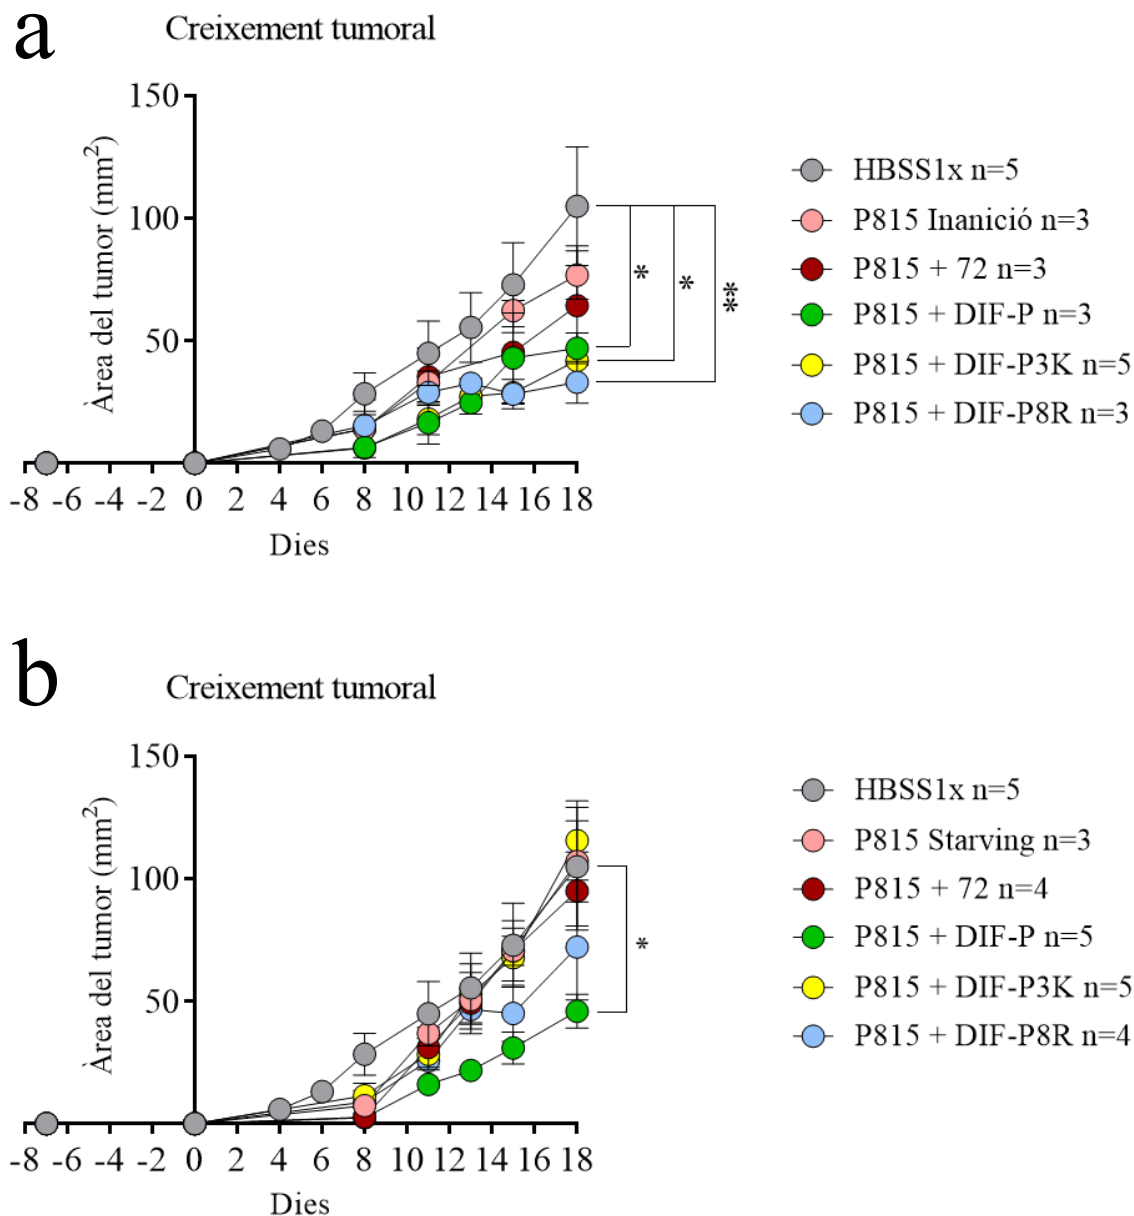 a
Creixement tumoral
Àrea del tumor (mm²)
150
100
50
-8 -6 -4 -2 0 2 4 6 8 10 12 14 16 18
Dies
* * **
HBSS1x n=5
P815 Inanició n=3
P815 + 72 n=3
P815 + DIF-P n=3
P815 + DIF-P3K n=5
P815 + DIF-P8R n=3
b
Creixement tumoral
Àrea del tumor (mm²)
150
100
50
-8 -6 -4 -2 0 2 4 6 8 10 12 14 16 18
Dies
*
HBSS1x n=5
P815 Starving n=3
P815 + 72 n=4
P815 + DIF-P n=5
P815 + DIF-P3K n=5
P815 + DIF-P8R n=4